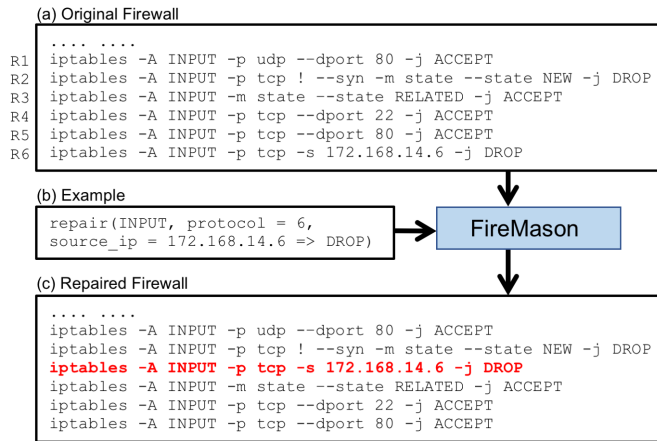 (a) Original Firewall
.... ....
R1 iptables -A INPUT -p udp --dport 80 -j ACCEPT
R2 iptables -A INPUT -p tcp ! --syn -m state --state NEW -j DROP
R3 iptables -A INPUT -m state --state RELATED -j ACCEPT
R4 iptables -A INPUT -p tcp --dport 22 -j ACCEPT
R5 iptables -A INPUT -p tcp --dport 80 -j ACCEPT
R6 iptables -A INPUT -p tcp -s 172.168.14.6 -j DROP
(b) Example
repair(INPUT, protocol = 6,
source_ip = 172.168.14.6 => DROP)
FireMason
(c) Repaired Firewall
.... ....
iptables -A INPUT -p udp --dport 80 -j ACCEPT
iptables -A INPUT -p tcp ! --syn -m state --state NEW -j DROP
iptables -A INPUT -p tcp -s 172.168.14.6 -j DROP
iptables -A INPUT -m state --state RELATED -j ACCEPT
iptables -A INPUT -p tcp --dport 22 -j ACCEPT
iptables -A INPUT -p tcp --dport 80 -j ACCEPT